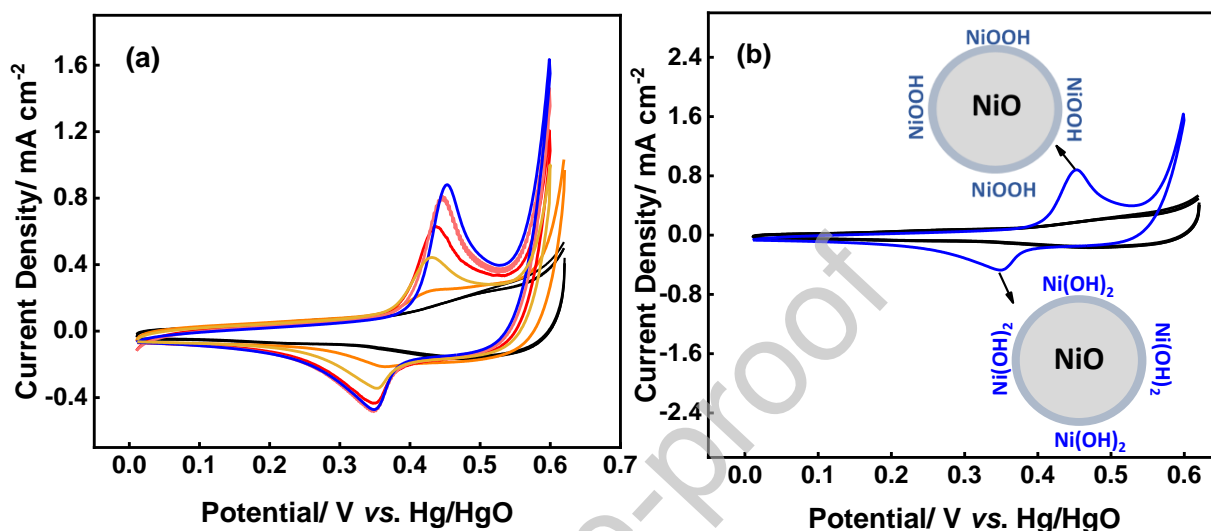 (a)
1.6
1.2
0.8
0.4
0.0
-0.4
Current Density/ mA cm⁻²
0.0 0.1 0.2 0.3 0.4 0.5 0.6 0.7
Potential/ V vs. Hg/HgO
(b)
2.4
1.6
0.8
0.0
-0.8
-1.6
-2.4
Current Density/ mA cm⁻²
NiOOH
NiOOH
NiO
NiOOH
NiOOH
Ni(OH)₂
Ni(OH)₂
NiO
Ni(OH)₂
Ni(OH)₂
0.0 0.1 0.2 0.3 0.4 0.5 0.6
Potential/ V vs. Hg/HgO
e-proof